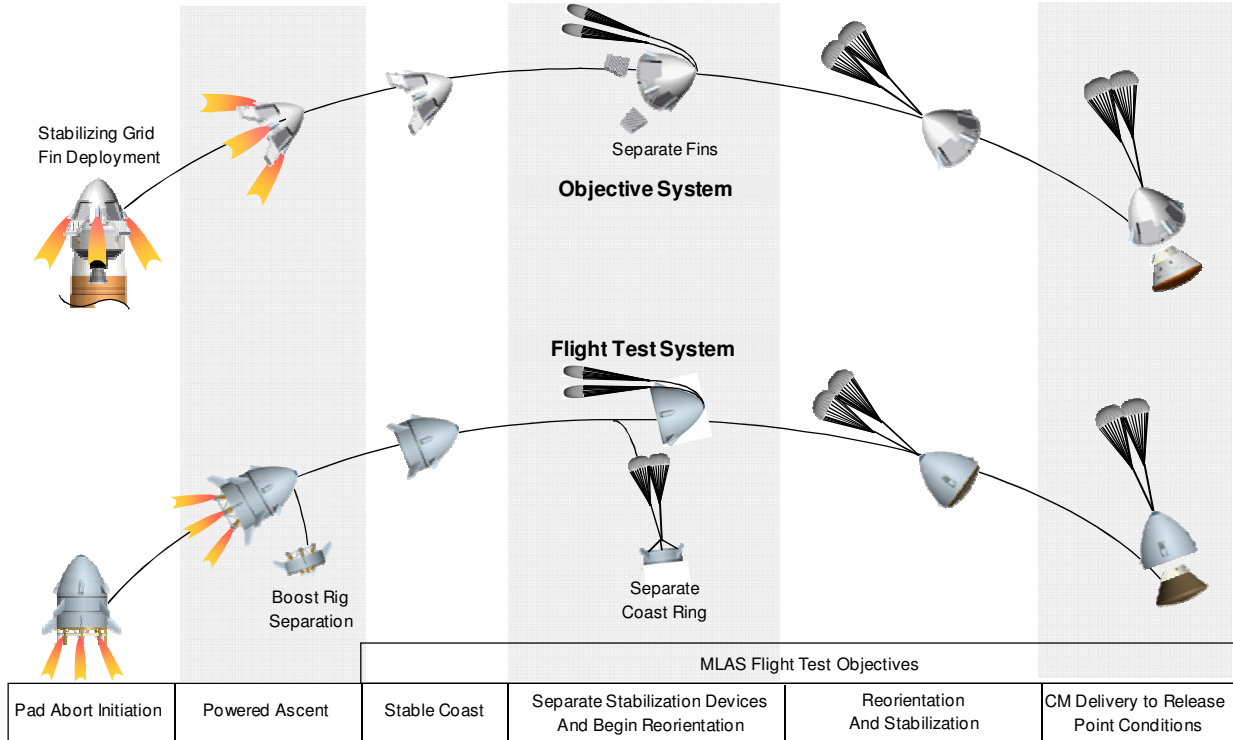 Stabilizing Grid
Fin Deployment
Separate Fins
Objective System
Flight Test System
Boost Rig
Separation
Separate
Coast Ring
MLAS Flight Test Objectives
Pad Abort Initiation
Powered Ascent
Stable Coast
Separate Stabilization Devices
And Begin Reorientation
Reorientation
And Stabilization
CM Delivery to Release
Point Conditions